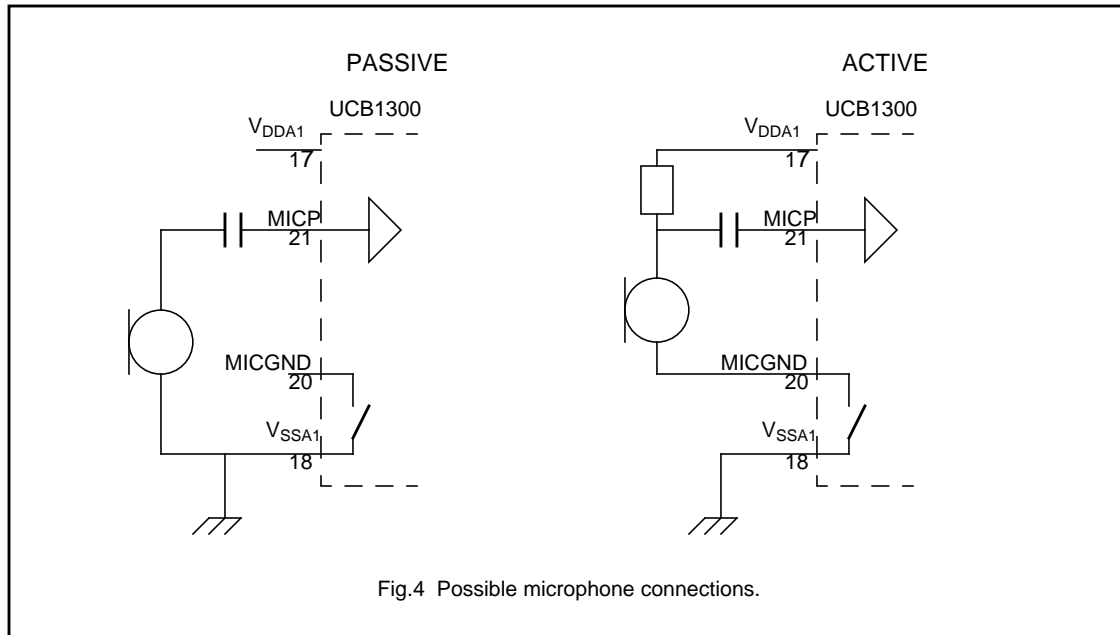 PASSIVE
UCB1300
VDDA1
17
MICP
21
MICGND
20
VSSA1
18
ACTIVE
UCB1300
VDDA1
17
MICP
21
MICGND
20
VSSA1
18
Fig.4 Possible microphone connections.